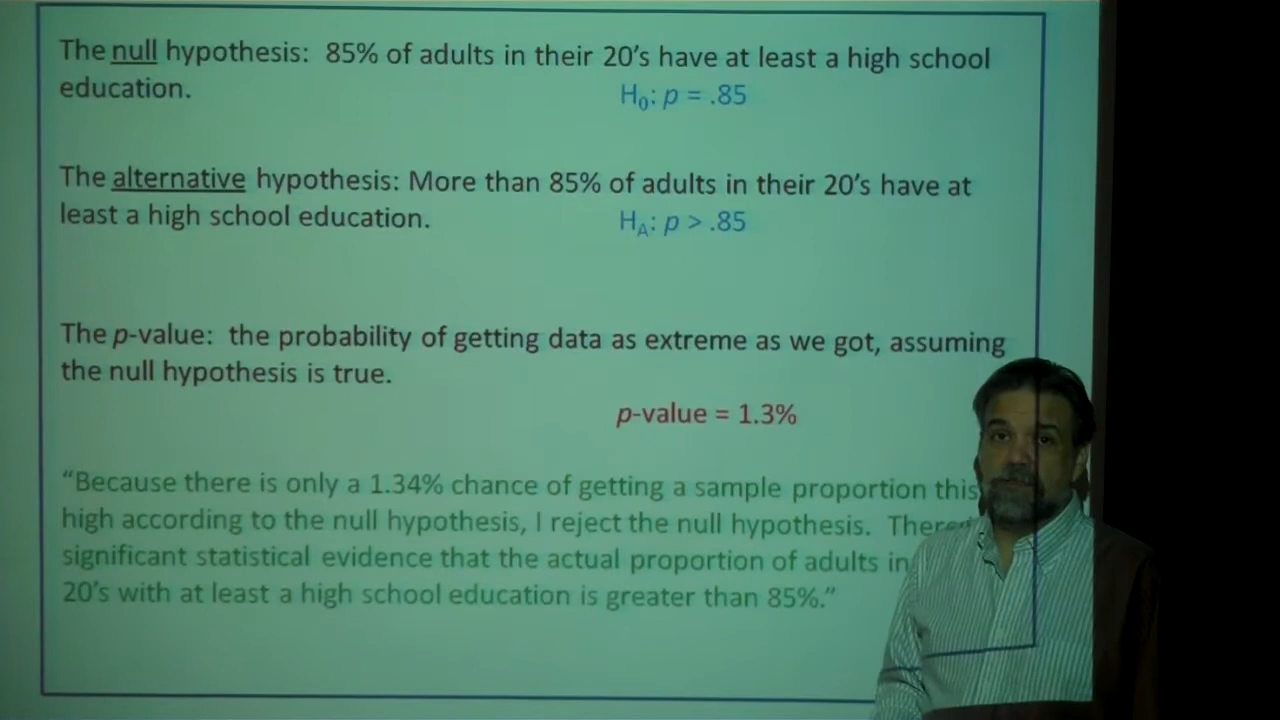 The null hypothesis: 85% of adults in their 20's have at least a high school
education.
H₀: p = .85
The alternative hypothesis: More than 85% of adults in their 20's have at
least a high school education.
Hₐ: p > .85
The p-value: the probability of getting data as extreme as we got, assuming
the null hypothesis is true.
p-value = 1.3%
“Because there is only a 1.34% chance of getting a sample proportion this
high according to the null hypothesis, I reject the null hypothesis.
significant statistical evidence that the actual proportion of adults in
20's with at least a high school education is greater than 85%.”